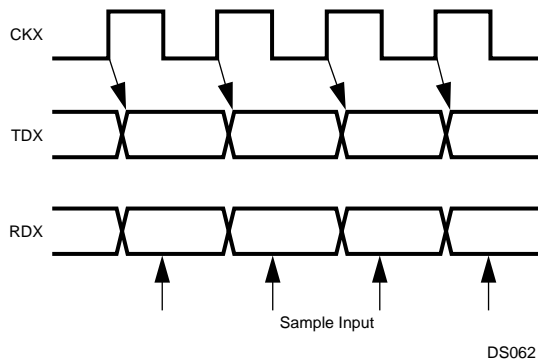 CKX
TDX
RDX
Sample Input
DS062